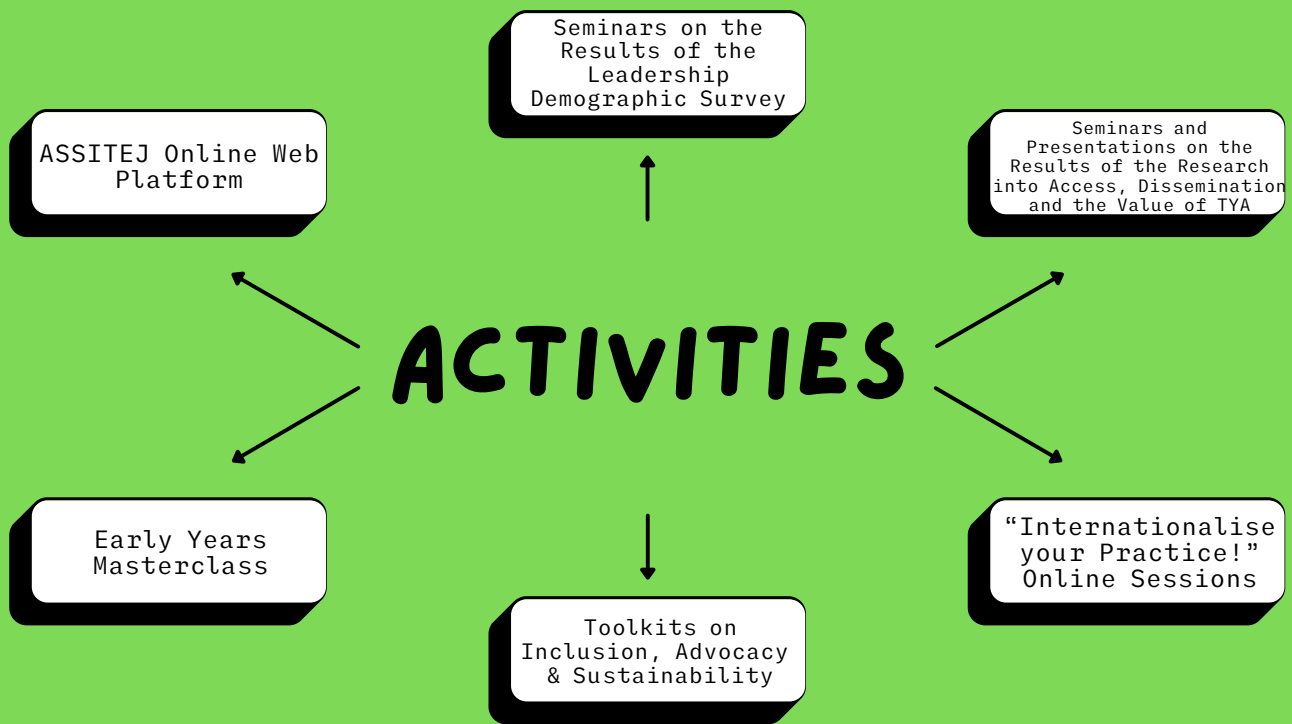 Seminars on the
Results of the
Leadership
Demographic Survey
ASSITEJ Online Web
Platform
Seminars and
Presentations on the
Results of the Research
into Access, Dissemination
and the Value of TYA
ACTIVITIES
Early Years
Masterclass
“Internationalise
your Practice!”
Online Sessions
Toolkits on
Inclusion, Advocacy
& Sustainability